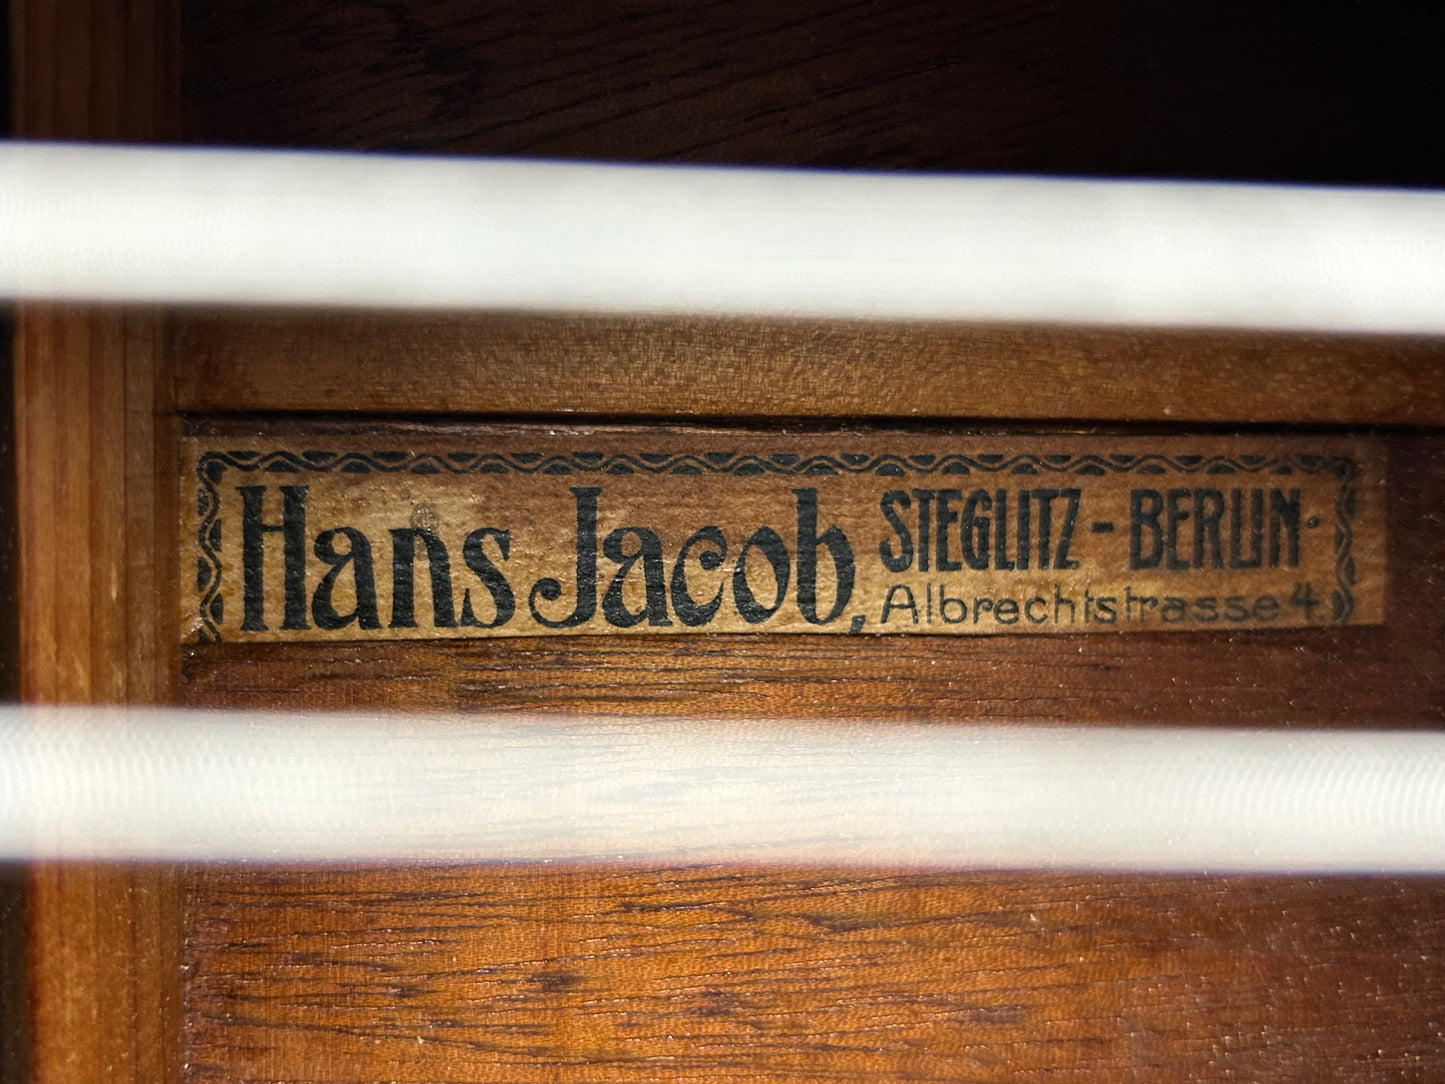 Hans Jacob, STEGLITZ - BERLIN·
Albrechtstrasse 4